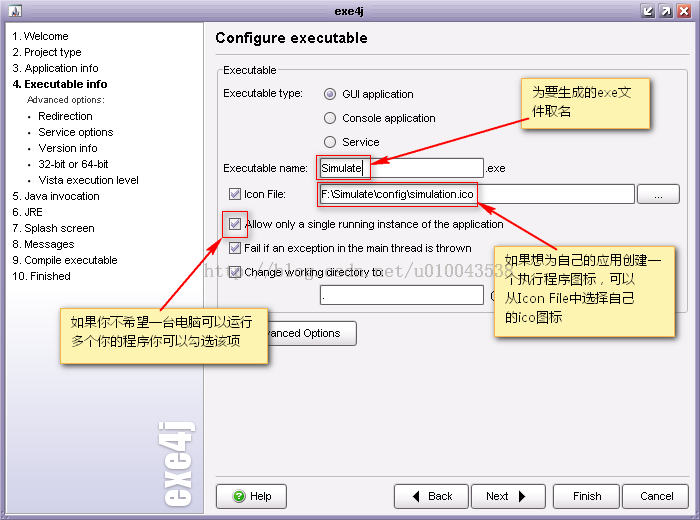 exe4j
1. Welcome
2. Project type
3. Application info
4. Executable info
Advanced options:
Redirection
Service options
Version info
32-bit or 64-bit
Vista execution level
5. Java invocation
6. JRE
7. Splash screen
8. Messages
9. Compile executable
10. Finished
Configure executable
Executable
Executable type:
GUI application
Console application
Service
为要生成的exe文
件取名
Executable name:
Simulate
.exe
Icon File:
F:\Simulate\config\simulation.ico
...
Allow only a single running instance of the application
Fail if an exception in the main thread is thrown
Change working directory to:
.
如果想为自己的应用创建一
个执行程序图标，可以
从Icon File中选择自己
的ico图标
如果你不希望一台电脑可以运行
多个你的程序你可以勾选该项
anced Options
exe4j
Help
Back
Next
Finish
Cancel